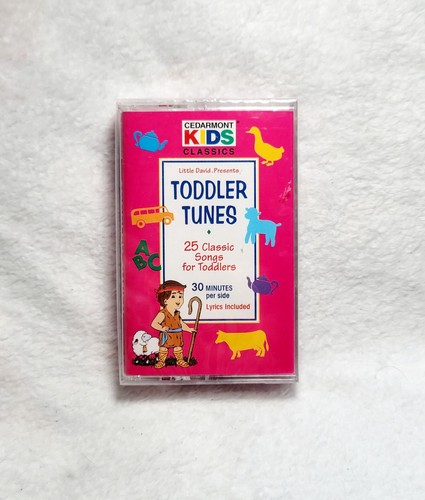 CEDARMONT
KIDS
CLASSICS
Little David Presents
TODDLER
TUNES
25 Classic
Songs
for Toddlers
30 MINUTES
per side
Lyrics Included
ABC